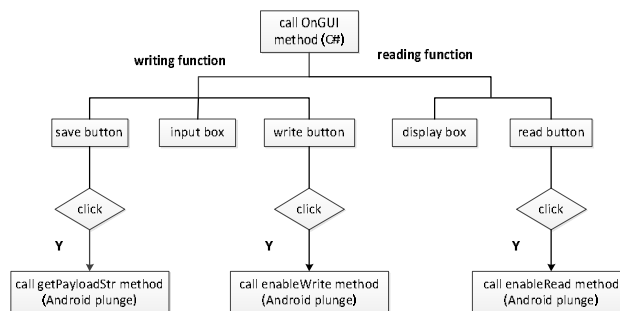 call OnGUI
method (C#)
writing function
reading function
save button
input box
write button
display box
read button
click
click
click
Y
Y
Y
call getPayloadStr method
(Android plunge)
call enableWrite method
(Android plunge)
call enableRead method
(Android plunge)